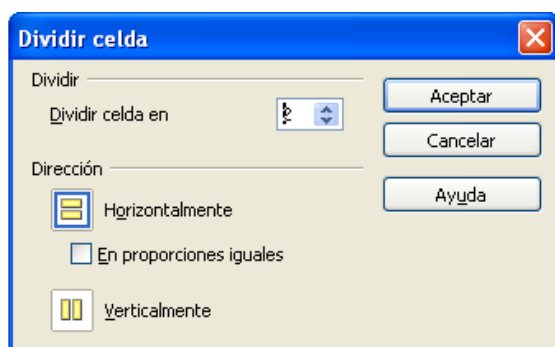 Dividir celda
Dividir
Dividir celda en
Aceptar
Cancelar
Dirección
Horizontalmente
Ayuda
En proporciones iguales
Verticalmente